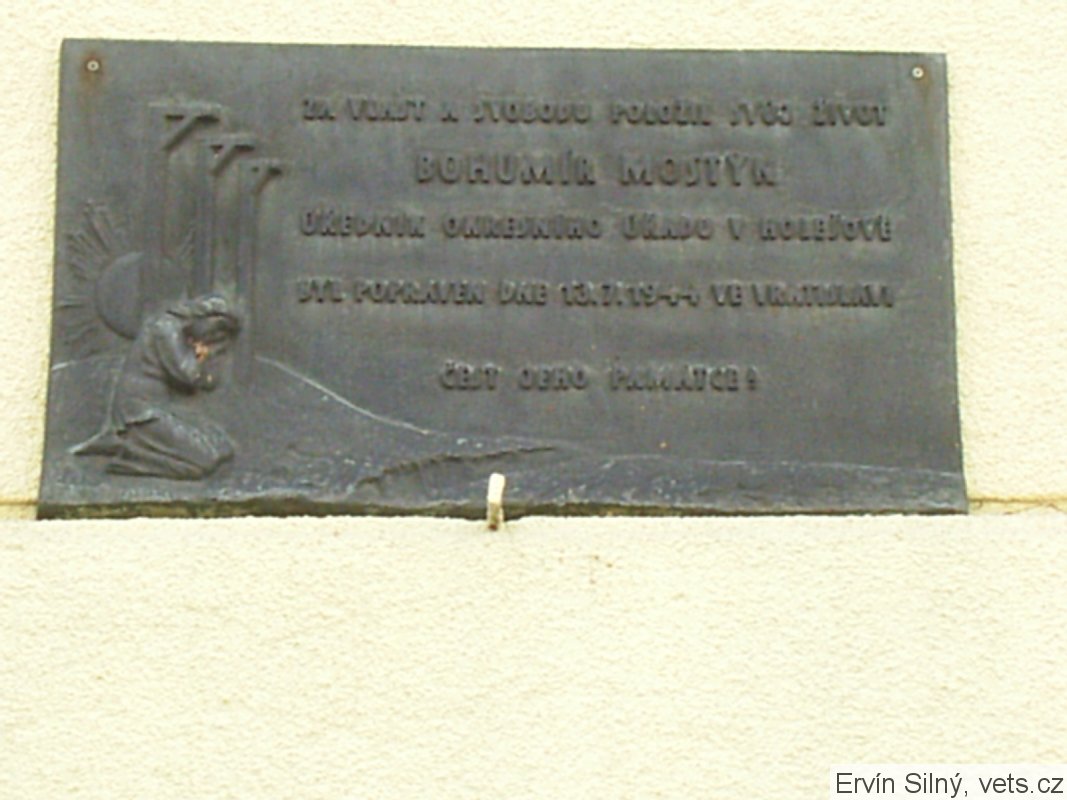 ZA VLAST A SVOBODU POLOŽIL SVŮJ ŽIVOT
BOHUMÍR MOSTÝN
ÚŘEDNÍK OKRESNÍHO ÚŘADU V HOLEŠOVĚ
BYL POPRAVEN DNE 13.7.1944 VE VRATISLAVI
ČEST JEHO PAMÁTCE!
Ervín Silný, vets.cz